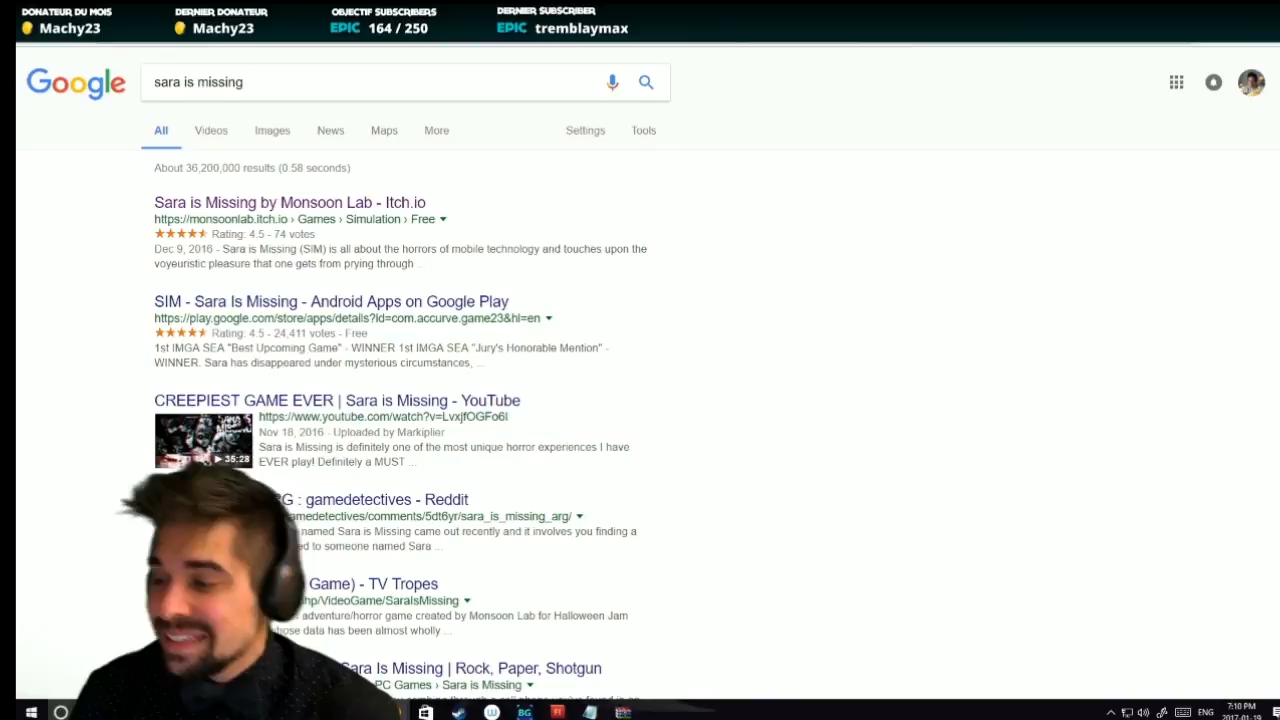 DONATEUR DU MOIS
Machy23
DERNIER DONATEUR
Machy23
OBJECTIF SUBSCRIBERS
EPIC 164 / 250
DERNIER SUBSCRIBER
EPIC tremblaymax
Google
sara is missing
All Videos Images News Maps More Settings Tools
About 36,200,000 results (0.58 seconds)
Sara is Missing by Monsoon Lab - Itch.io
https://monsoonlab.itch.io › Games › Simulation › Free
Rating: 4.5 - 74 votes
Dec 9, 2016 - Sara is Missing (SIM) is all about the horrors of mobile technology and touches upon the
voyeuristic pleasure that one gets from prying through ...
SIM - Sara Is Missing - Android Apps on Google Play
https://play.google.com/store/apps/details?id=com.accurve.game23&hl=en
Rating: 4.5 - 24,411 votes - Free
1st IMGA SEA "Best Upcoming Game" - WINNER 1st IMGA SEA "Jury's Honorable Mention" -
WINNER. Sara has disappeared under mysterious circumstances, ...
CREEPIEST GAME EVER | Sara is Missing - YouTube
https://www.youtube.com/watch?v=LvxjfOGFo6I
35:28
Nov 18, 2016 - Uploaded by Markiplier
Sara is Missing is definitely one of the most unique horror experiences I have
EVER play! Definitely a MUST ...
: gamedetectives - Reddit
amedetectives/comments/5dt6yr/sara_is_missing_arg/
named Sara is Missing came out recently and it involves you finding a
to someone named Sara ...
Game) - TV Tropes
/VideoGame/SaraIsMissing
adventure/horror game created by Monsoon Lab for Halloween Jam
data has been almost wholly ...
Sara Is Missing | Rock, Paper, Shotgun
PC Games › Sara is Missing
BG
ENG
7:10 PM
2017-01-19